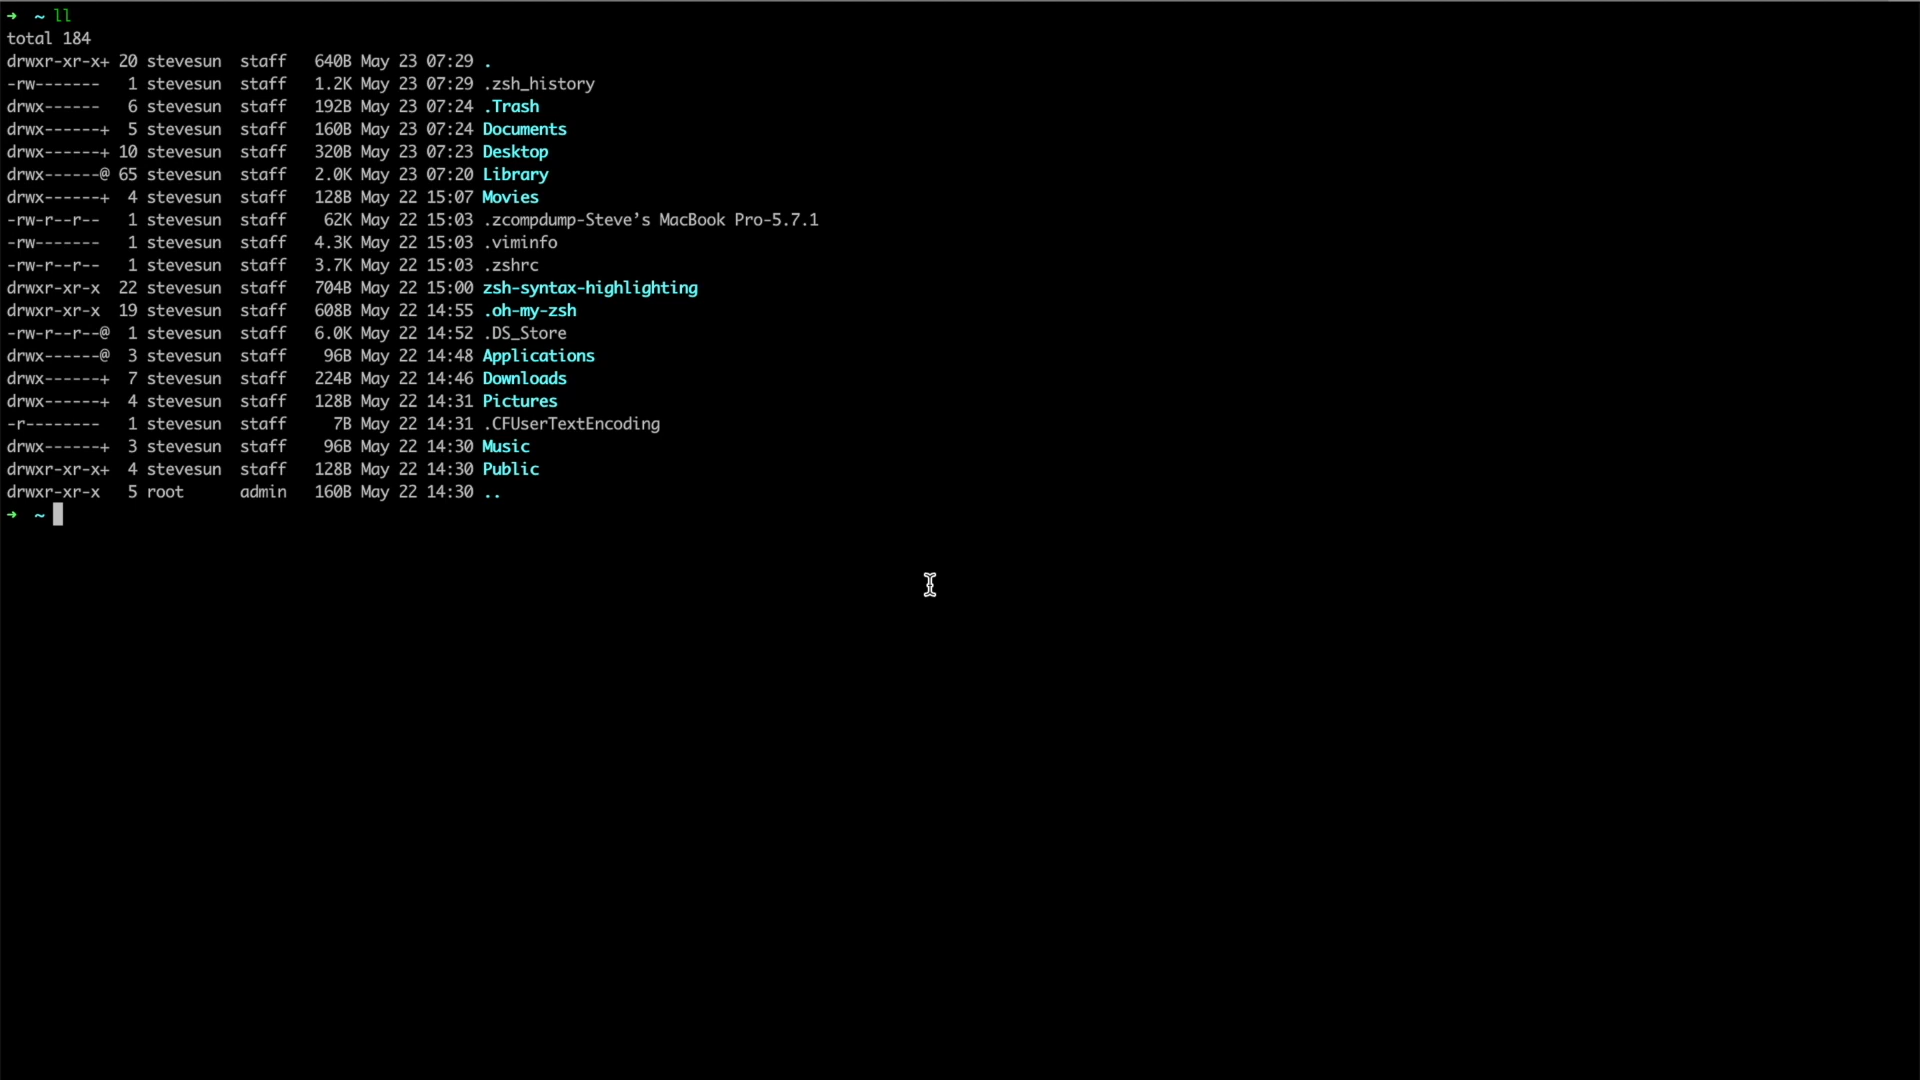 ➜  ~ ll
total 184
drwxr-xr-x+ 20 stevesun  staff   640B May 23 07:29 .
-rw-------   1 stevesun  staff   1.2K May 23 07:29 .zsh_history
drwx------   6 stevesun  staff   192B May 23 07:24 .Trash
drwx------+  5 stevesun  staff   160B May 23 07:24 Documents
drwx------+ 10 stevesun  staff   320B May 23 07:23 Desktop
drwx------@ 65 stevesun  staff   2.0K May 23 07:20 Library
drwx------+  4 stevesun  staff   128B May 22 15:07 Movies
-rw-r--r--   1 stevesun  staff    62K May 22 15:03 .zcompdump-Steve’s MacBook Pro-5.7.1
-rw-------   1 stevesun  staff   4.3K May 22 15:03 .viminfo
-rw-r--r--   1 stevesun  staff   3.7K May 22 15:03 .zshrc
drwxr-xr-x  22 stevesun  staff   704B May 22 15:00 zsh-syntax-highlighting
drwxr-xr-x  19 stevesun  staff   608B May 22 14:55 .oh-my-zsh
-rw-r--r--@  1 stevesun  staff   6.0K May 22 14:52 .DS_Store
drwx------@  3 stevesun  staff    96B May 22 14:48 Applications
drwx------+  7 stevesun  staff   224B May 22 14:46 Downloads
drwx------+  4 stevesun  staff   128B May 22 14:31 Pictures
-r--------   1 stevesun  staff     7B May 22 14:31 .CFUserTextEncoding
drwx------+  3 stevesun  staff    96B May 22 14:30 Music
drwxr-xr-x+  4 stevesun  staff   128B May 22 14:30 Public
drwxr-xr-x   5 root      admin   160B May 22 14:30 ..
➜  ~